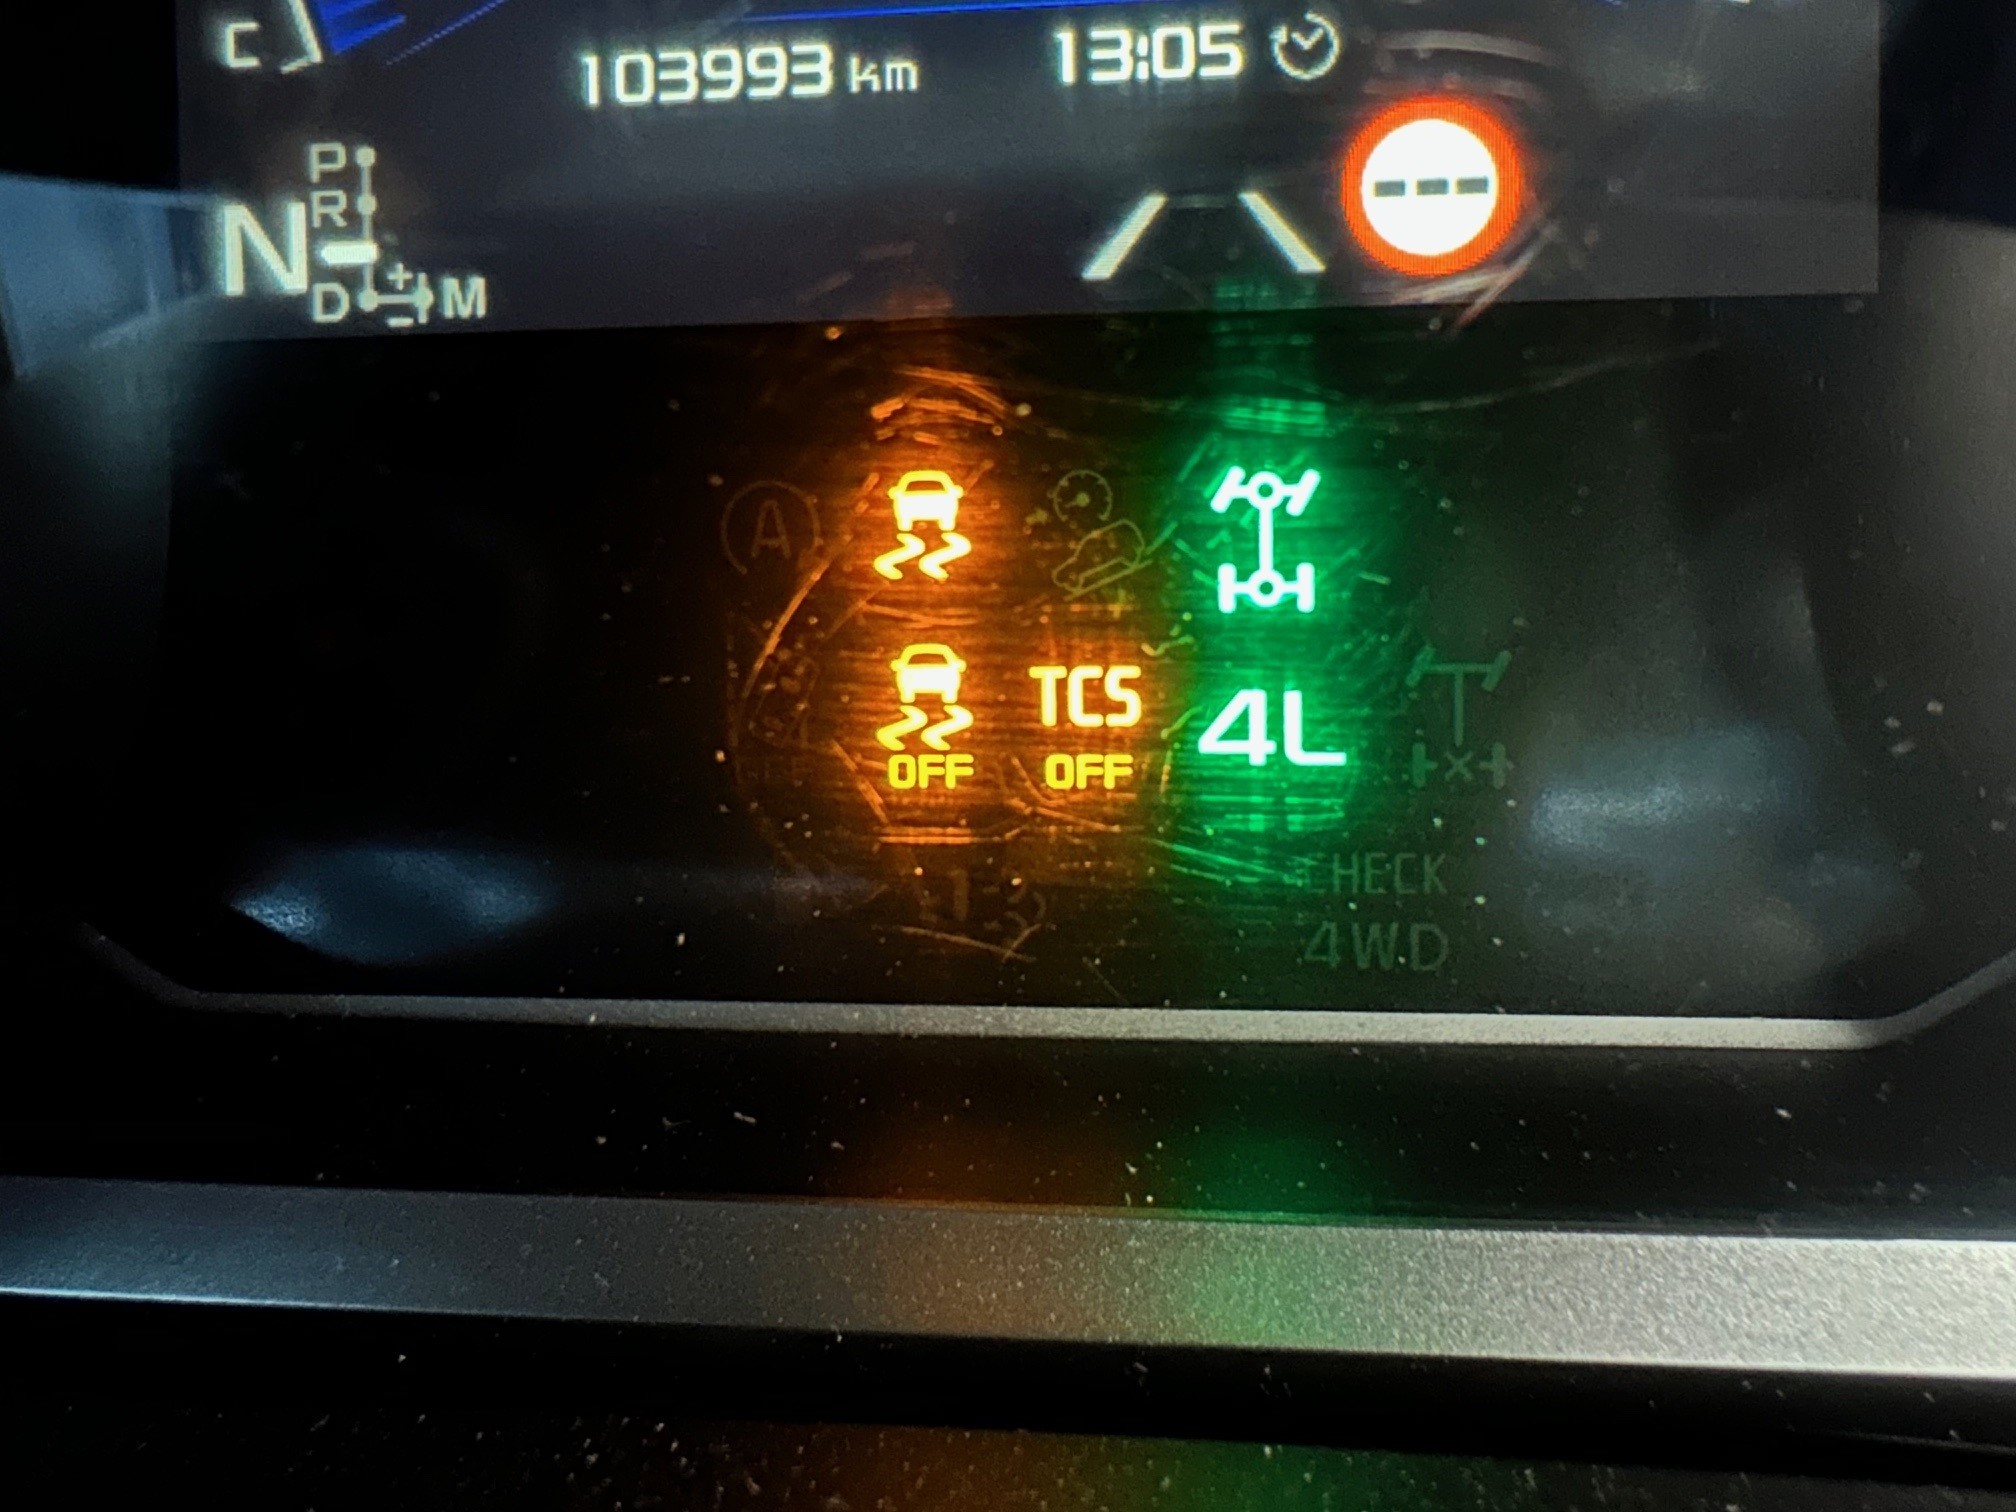 C
103993 km
13:05
P
R
N
D + - M
A
TCS
OFF
OFF
4L
CHECK
4WD